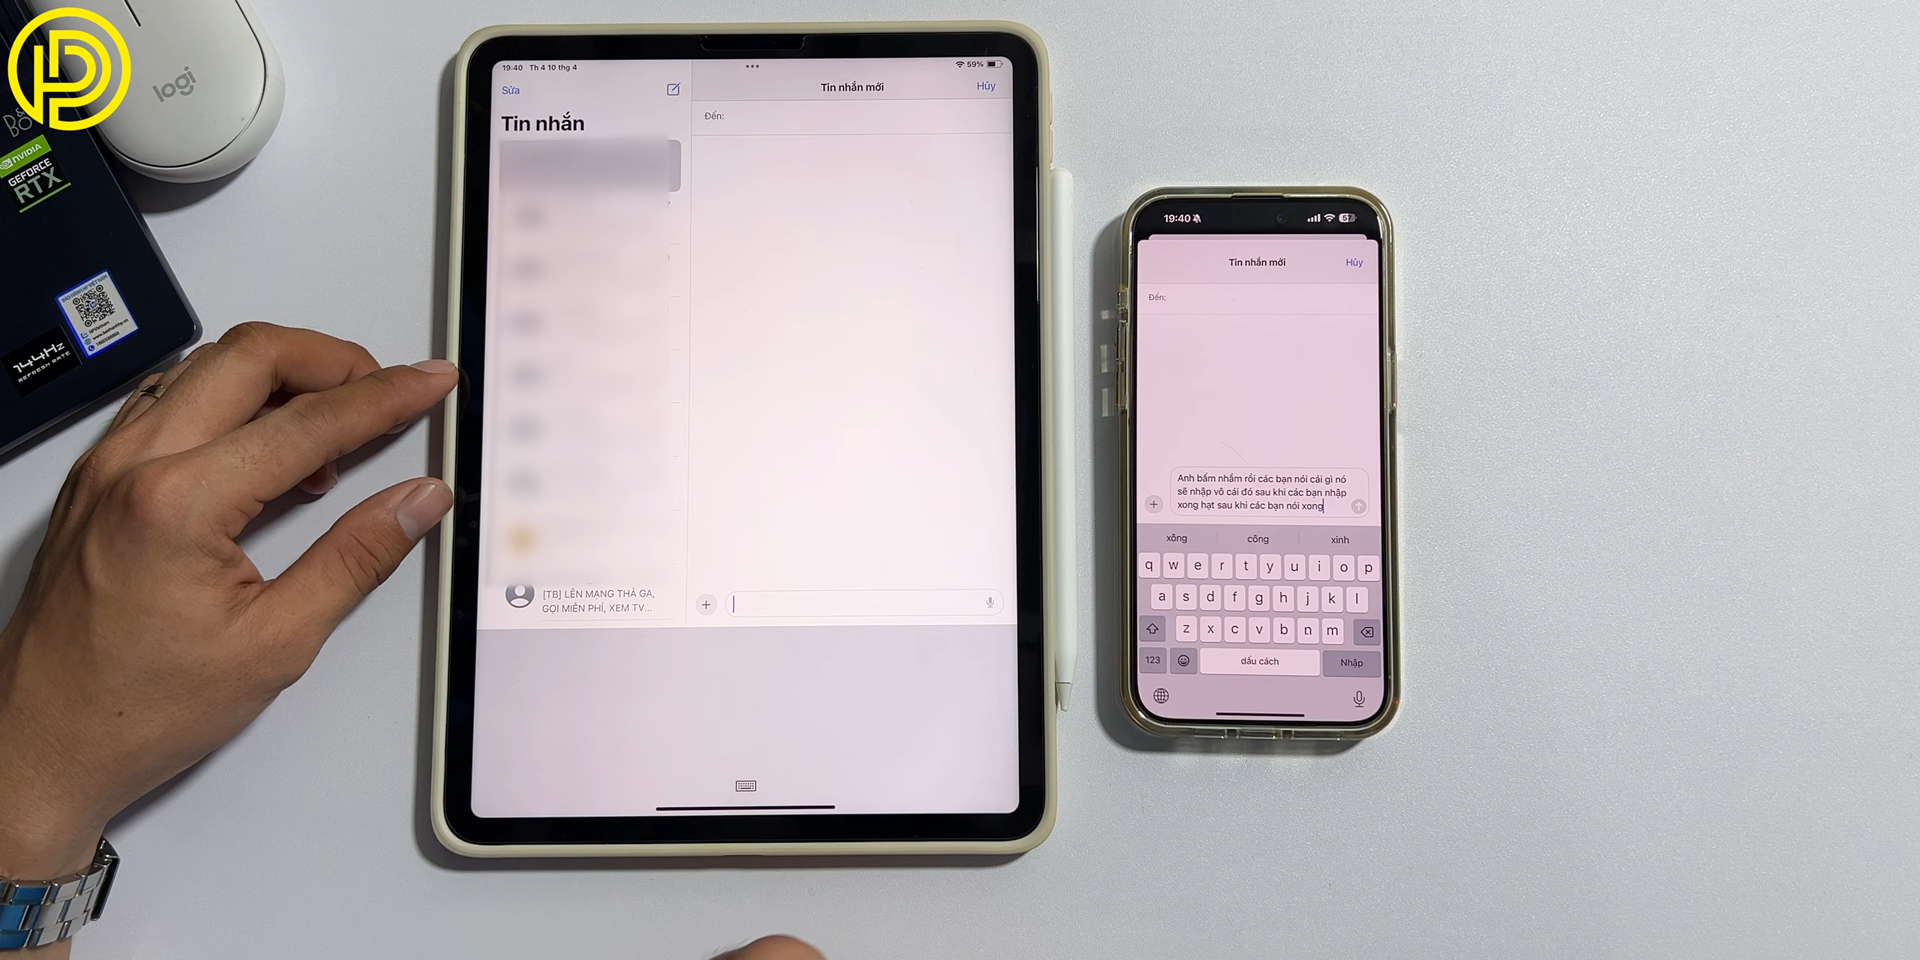 logi
NVIDIA
GEFORCE
RTX
144Hz
REFRESH RATE
19:40 Th 4 10 thg 4
59%
Sửa
Tin nhắn mới
Hủy
Tin nhắn
Đến:
[TB] LÊN MẠNG THẢ GA,
GỌI MIỄN PHÍ, XEM TV...
19:40
67
Tin nhắn mới
Hủy
Đến:
Anh bấm nhầm rồi các bạn nói cái gì nó
sẽ nhập vô cái đó sau khi các bạn nhập
xong hạt sau khi các bạn nói xong
xông công xinh
q w e r t y u i o p
a s d f g h j k l
z x c v b n m
123 dấu cách Nhập